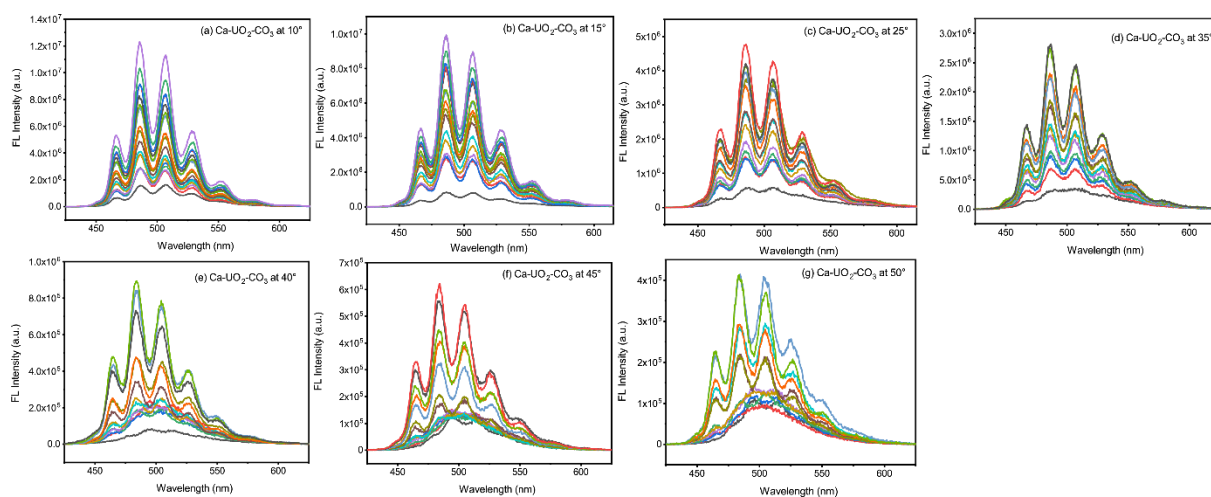 (a) Ca-UO2-CO3 at 10°
FL Intensity (a.u.)
1.4x10⁷
1.2x10⁷
1.0x10⁷
8.0x10⁶
6.0x10⁶
4.0x10⁶
2.0x10⁶
0.0
450 500 550 600
Wavelength (nm)
(b) Ca-UO₂-CO₃ at 15°
FL Intensity (a.u.)
1.0x10⁷
8.0x10⁶
6.0x10⁶
4.0x10⁶
2.0x10⁶
0.0
450 500 550 600
Wavelength (nm)
(c) Ca-UO₂-CO₃ at 25°
FL Intensity (a.u.)
5x10⁶
4x10⁶
3x10⁶
2x10⁶
1x10⁶
0
450 500 550 600
Wavelength (nm)
(d) Ca-UO₂-CO₃ at 35°
FL Intensity (a.u.)
3.0x10⁶
2.5x10⁶
2.0x10⁶
1.5x10⁶
1.0x10⁶
5.0x10⁵
0.0
450 500 550 600
Wavelength (nm)
(e) Ca-UO₂-CO₃ at 40°
FL Intensity (a.u.)
1.0x10⁶
8.0x10⁵
6.0x10⁵
4.0x10⁵
2.0x10⁵
0.0
450 500 550 600
Wavelength (nm)
(f) Ca-UO₂-CO₃ at 45°
FL Intensity (a.u.)
7x10⁵
6x10⁵
5x10⁵
4x10⁵
3x10⁵
2x10⁵
1x10⁵
0
450 500 550 600
Wavelength (nm)
(g) Ca-UO₂-CO₃ at 50°
FL Intensity (a.u.)
4x10⁵
3x10⁵
2x10⁵
1x10⁵
0
450 500 550 600
Wavelength (nm)